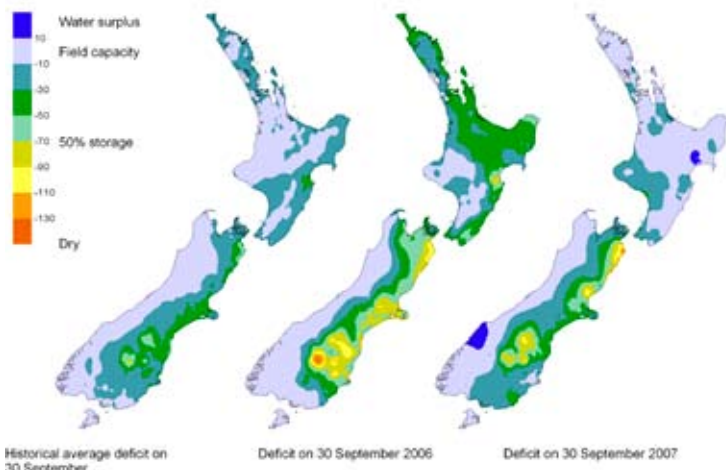 Water surplus
10
Field capacity
-10
-30
-50
50% storage
-70
-90
-110
-130
Dry
Historical average deficit on
30 September
Deficit on 30 September 2006
Deficit on 30 September 2007